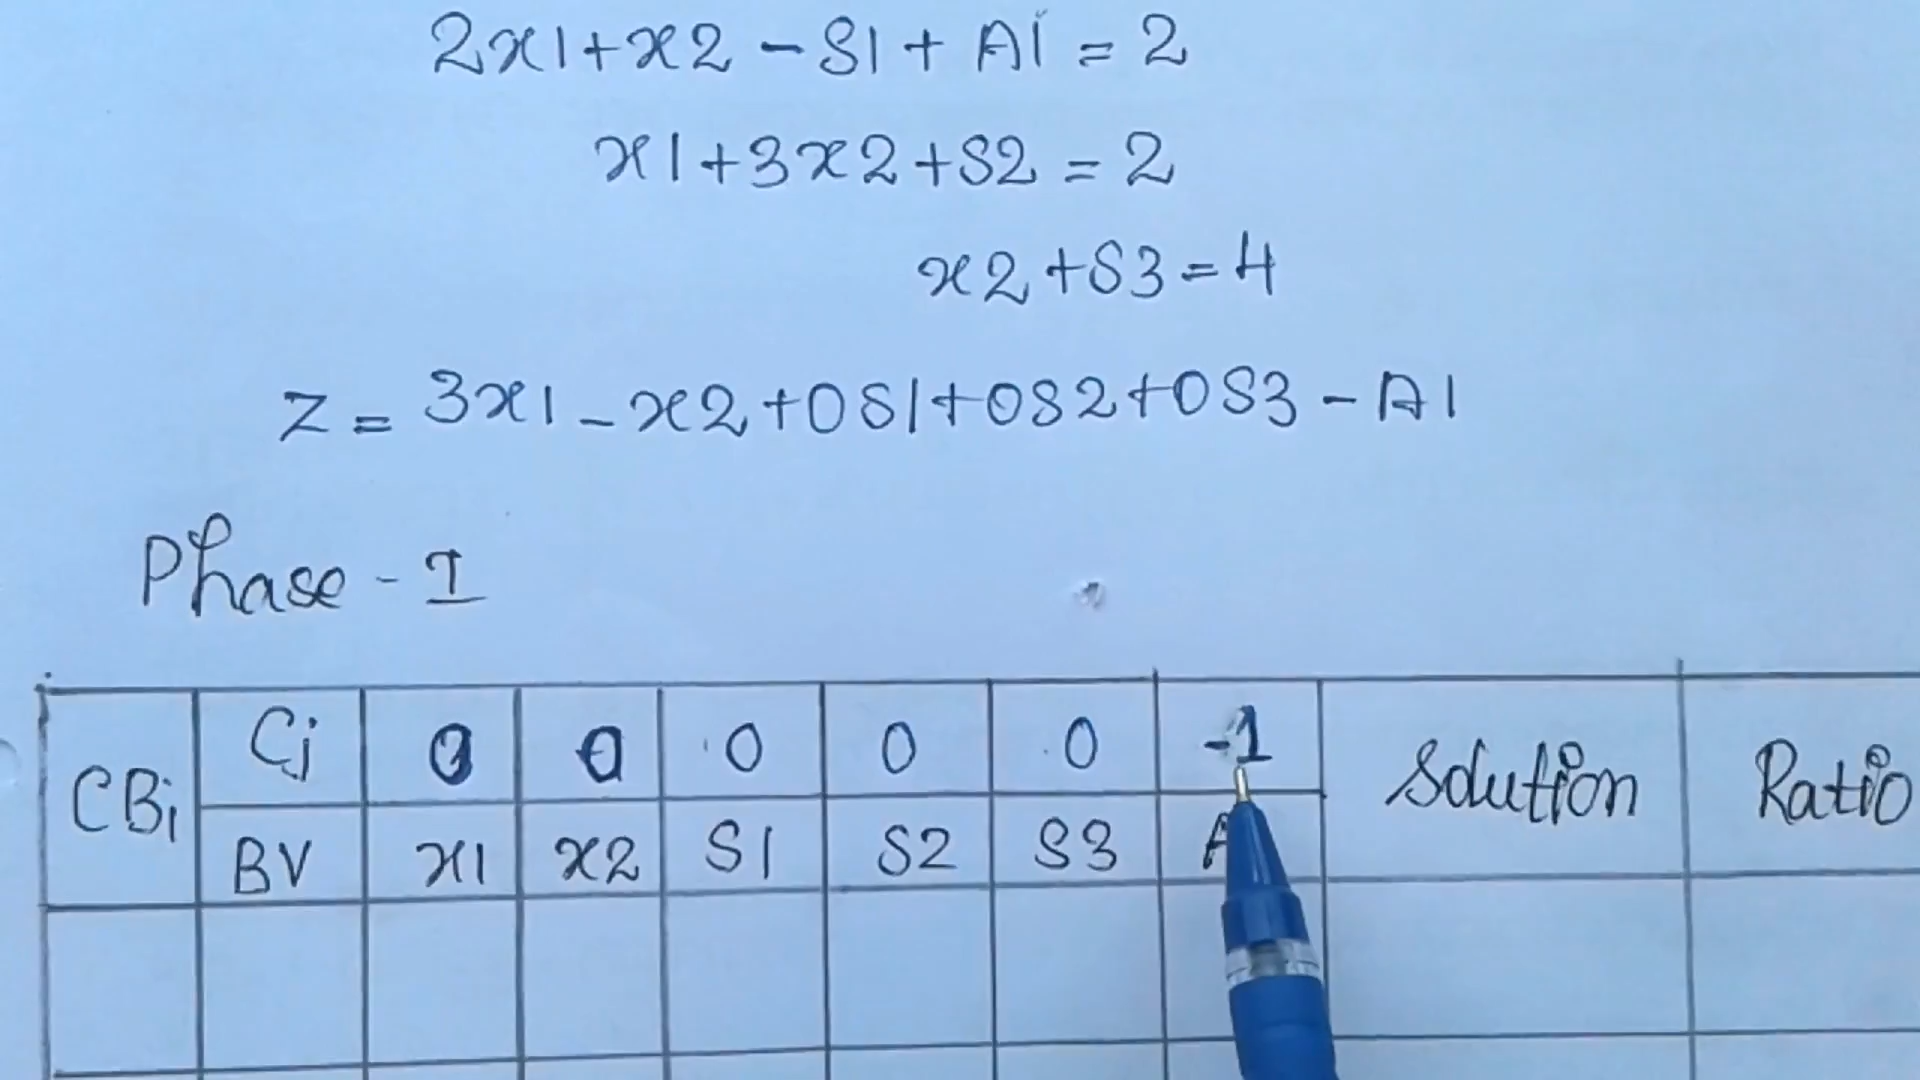 2x1+x2-S1+A1=2
x1+3x2+S2=2
x2+S3=4
Z=3x1-x2+0S1+0S2+0S3-A1
Phase-I
CBi Cj 0 0 0 0 0 -1 Solution Ratio
BV x1 x2 S1 S2 S3